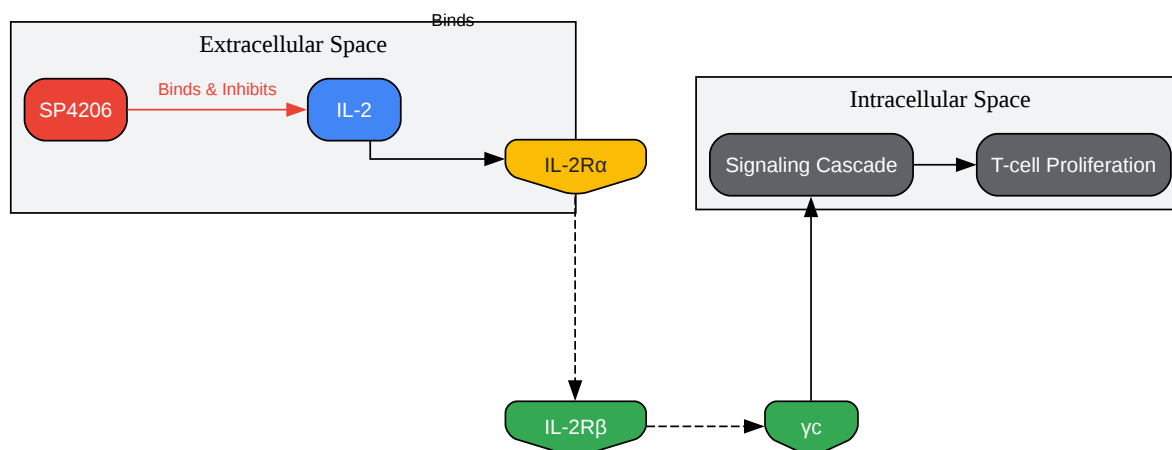 Binds
Extracellular Space
SP4206
Binds & Inhibits
IL-2
IL-2Rα
Intracellular Space
Signaling Cascade
T-cell Proliferation
IL-2Rβ
γc